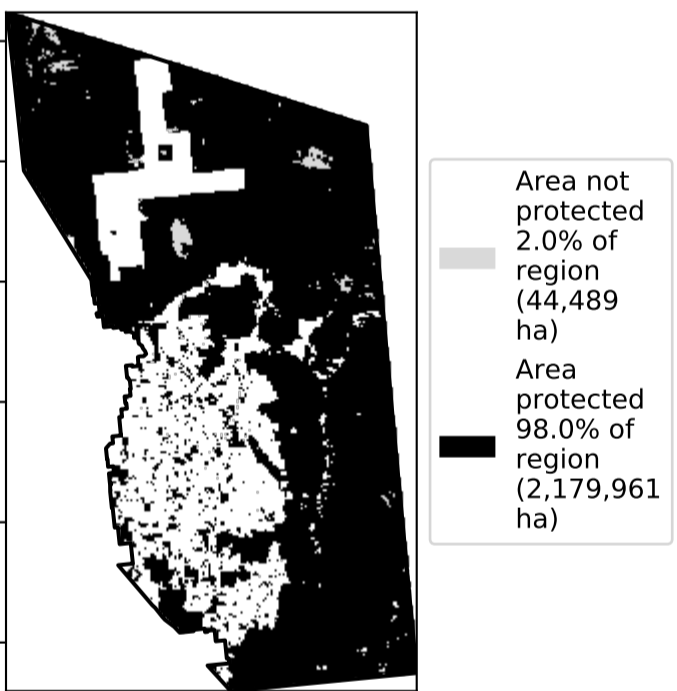 Area not
protected
2.0% of
region
(44,489
ha)
Area
protected
98.0% of
region
(2,179,961
ha)